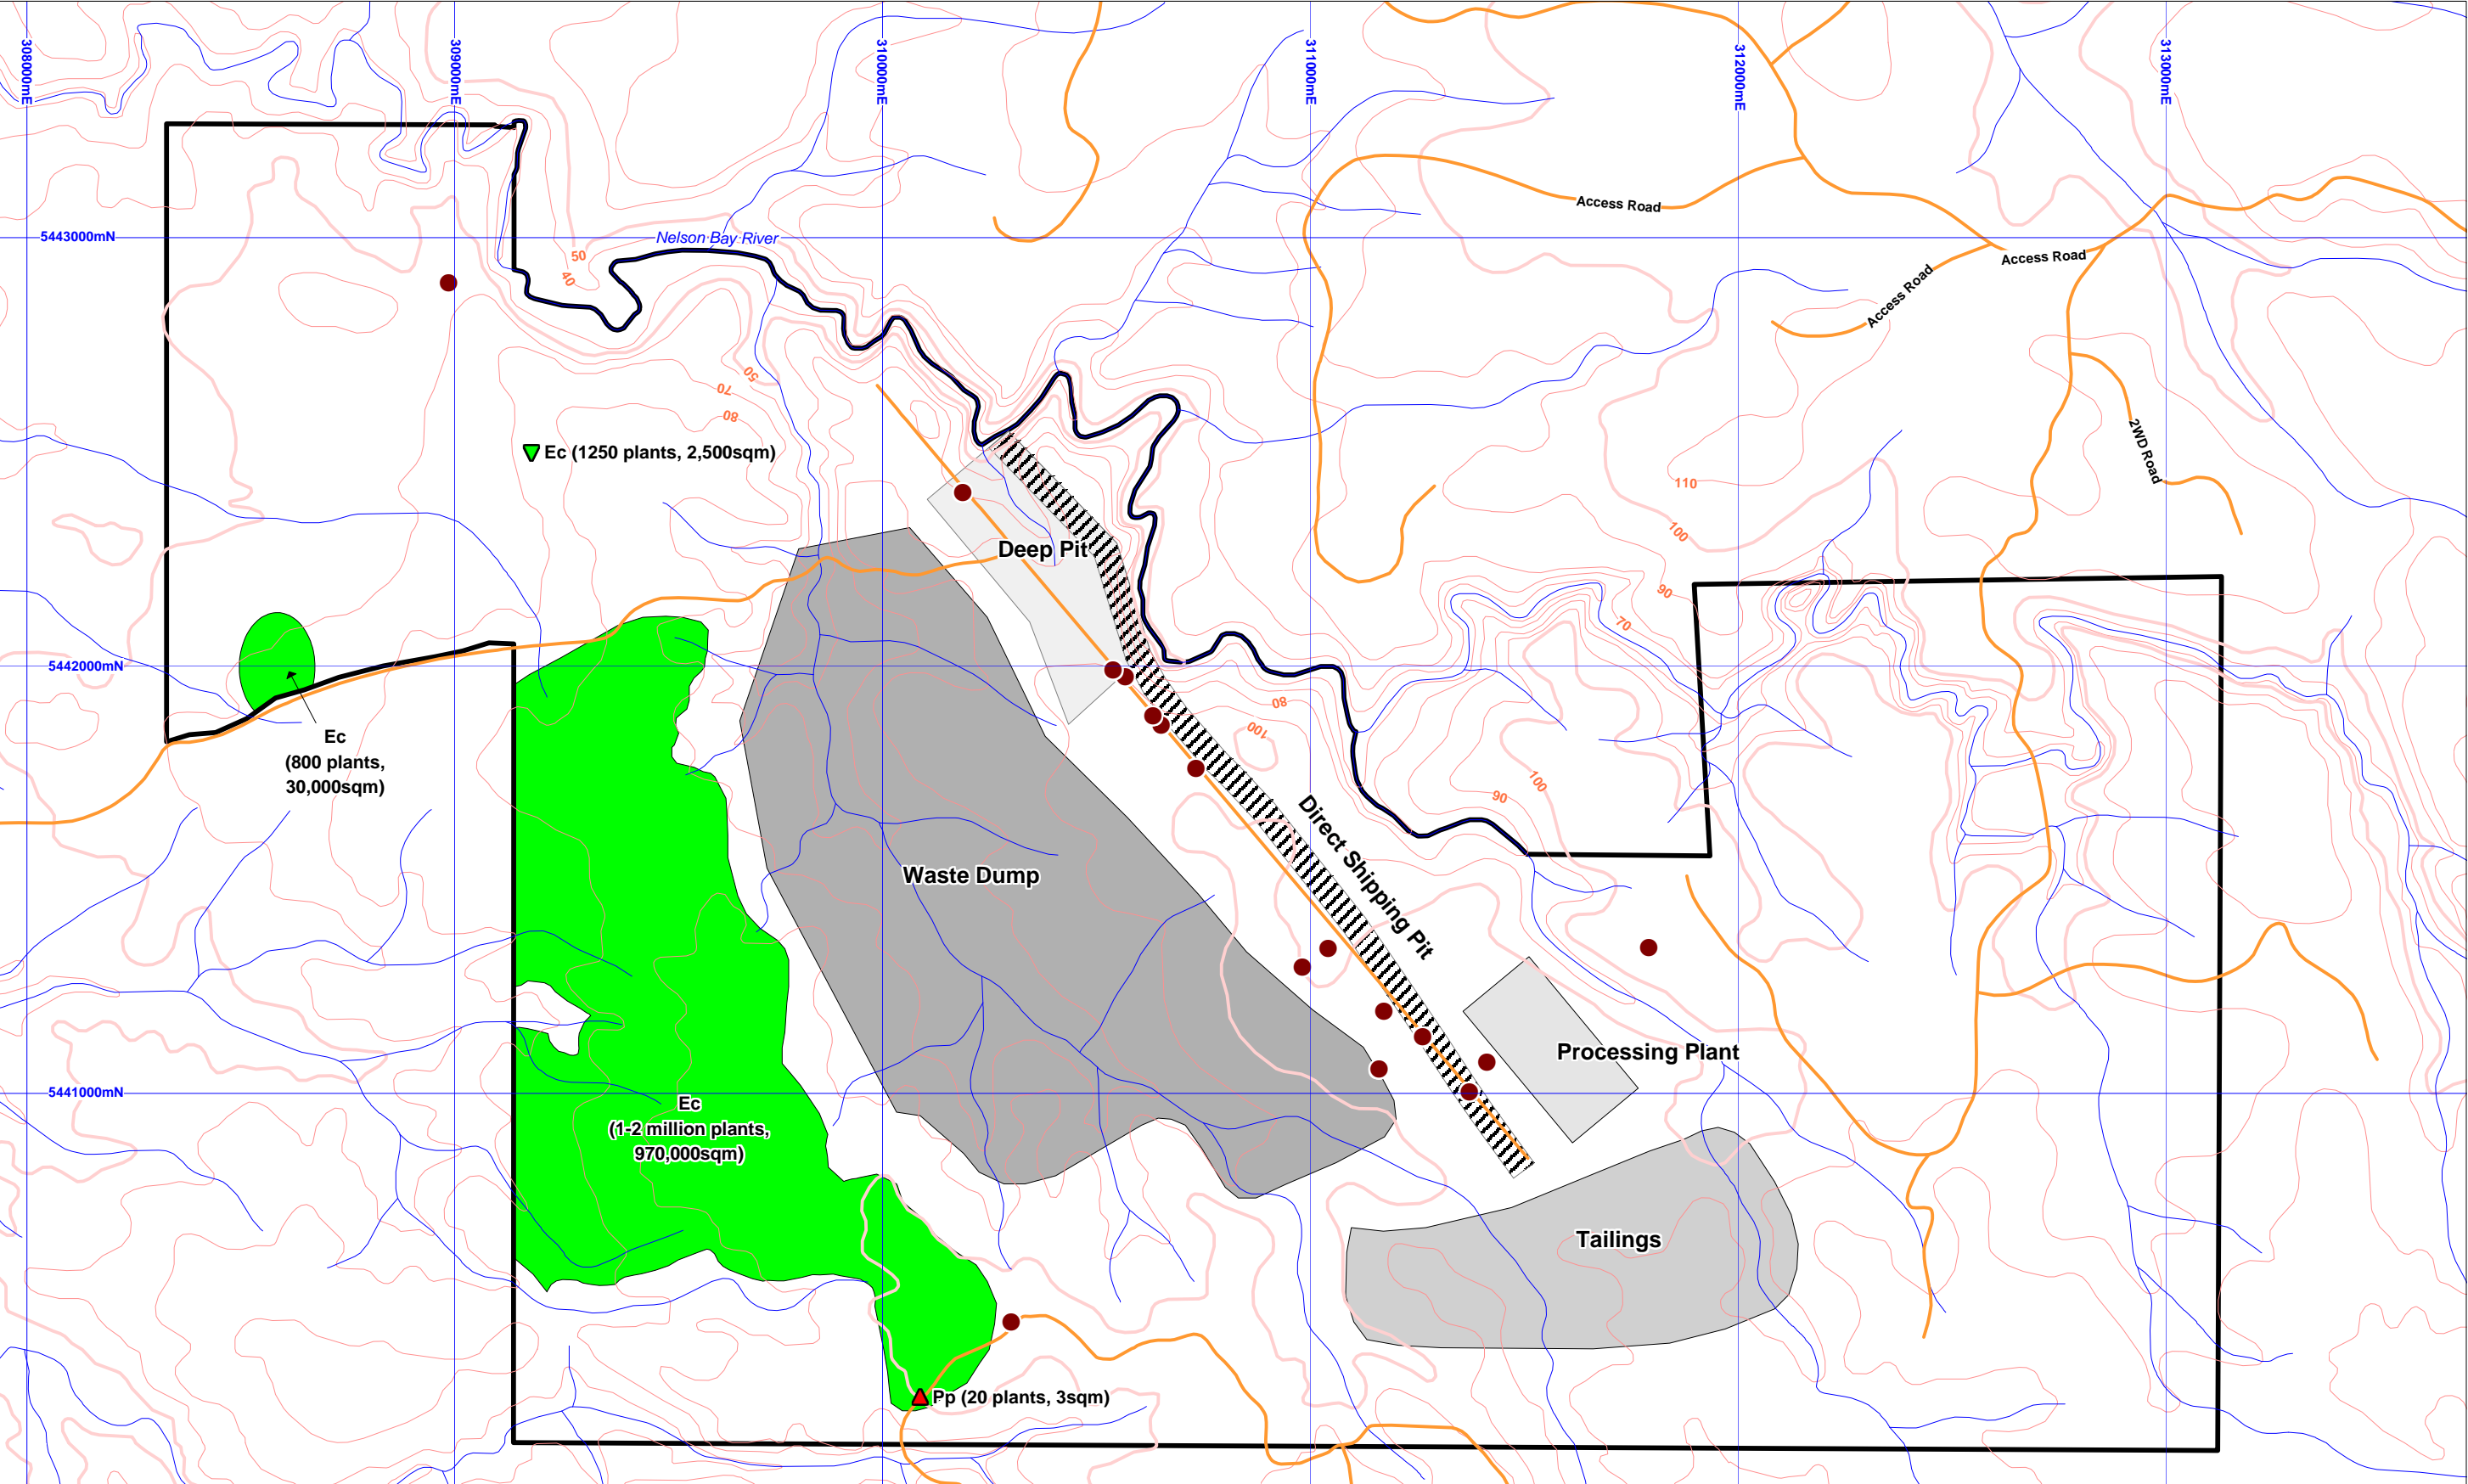 308000mE
309000mE
310000mE
311000mE
312000mE
313000mE
Access Road
5443000mN
Nelson Bay River
50
40
Access Road
Access Road
50
70
80
2WD Road
Ec (1250 plants, 2,500sqm)
110
100
Deep Pit
90
70
5442000mN
80
100
Ec
(800 plants,
30,000sqm)
100
90
Direct Shipping Pit
Waste Dump
Processing Plant
5441000mN
Ec
(1-2 million plants,
970,000sqm)
Tailings
Pp (20 plants, 3sqm)